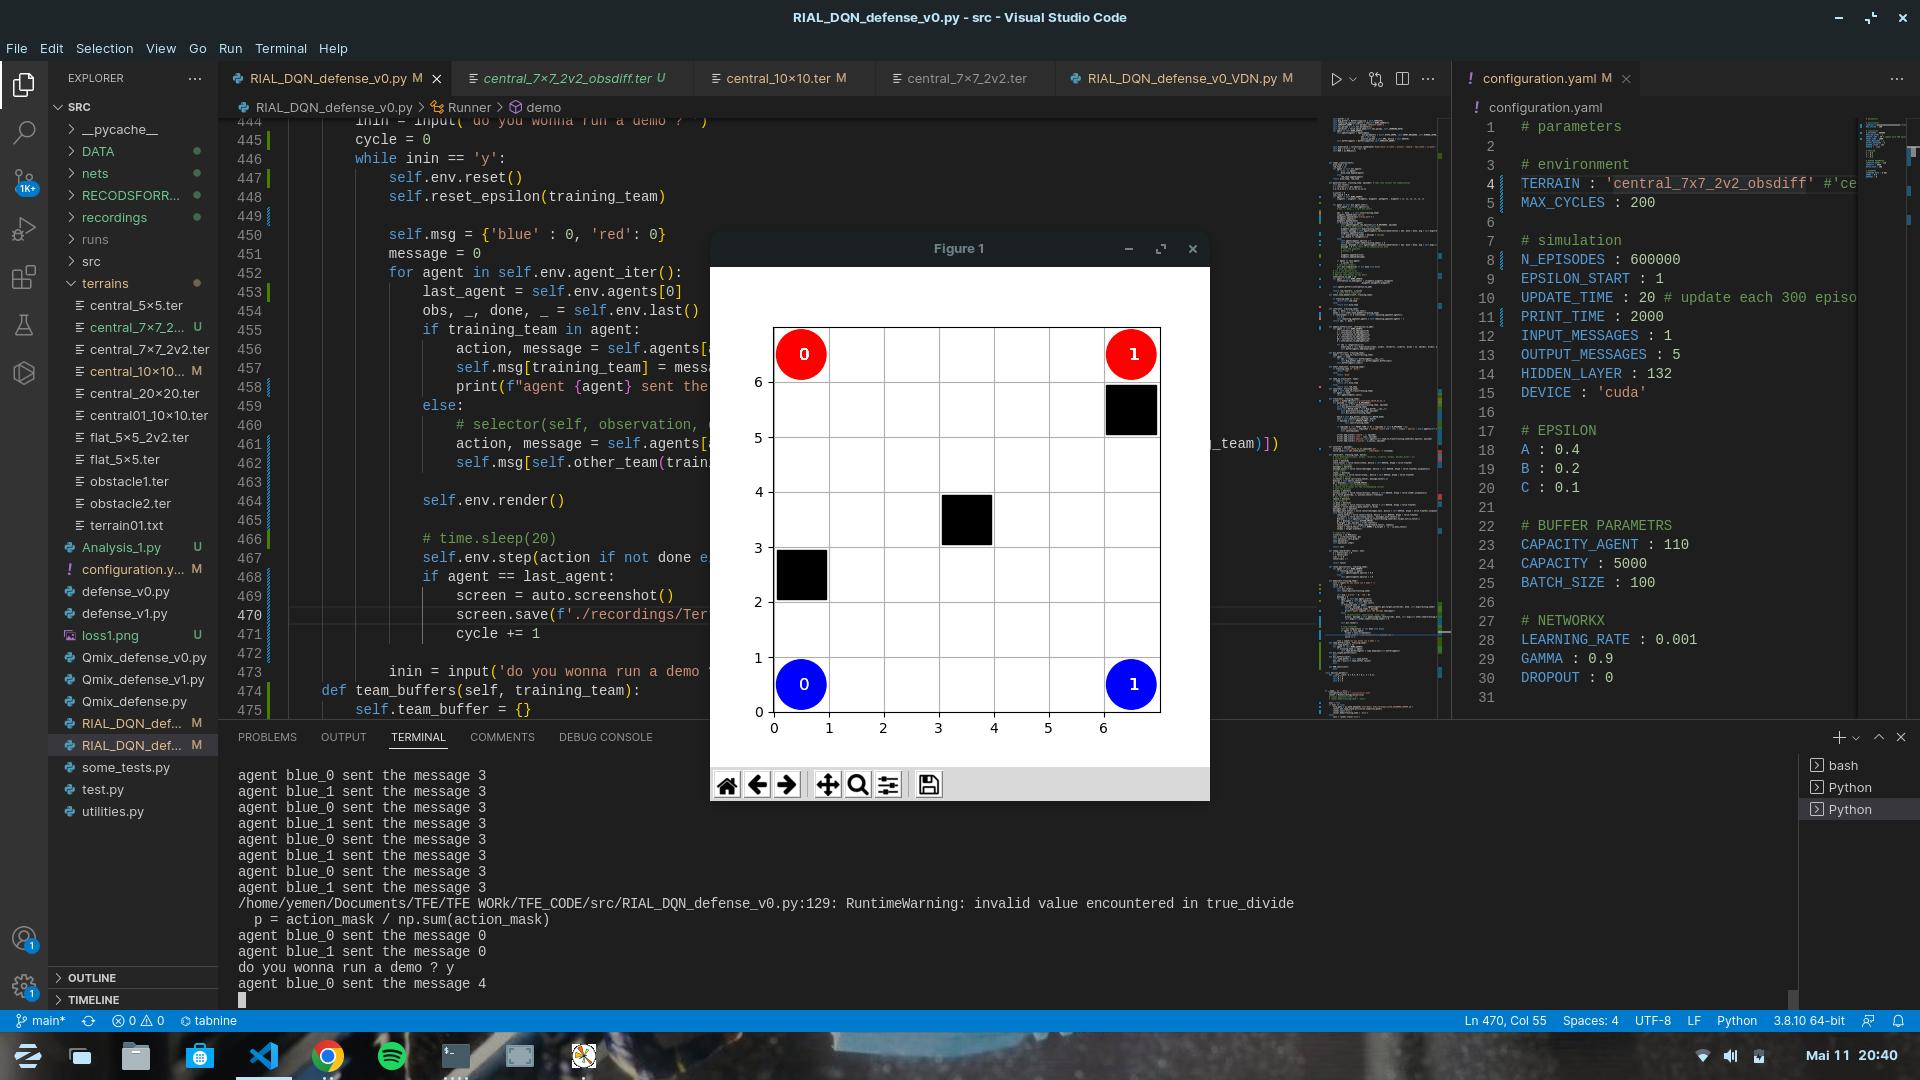 RIAL_DQN_defense_v0.py - src - Visual Studio Code
File Edit Selection View Go Run Terminal Help
EXPLORER
SRC
__pycache__
DATA
nets
RECODSFORR...
recordings
runs
src
terrains
central_5×5.ter
central_7×7_2... U
central_7×7_2v2.ter
central_10×10... M
central_20×20.ter
central01_10×10.ter
flat_5×5_2v2.ter
flat_5×5.ter
obstacle1.ter
obstacle2.ter
terrain01.txt
Analysis_1.py U
configuration.y... M
defense_v0.py
defense_v1.py
loss1.png U
Qmix_defense_v0.py
Qmix_defense_v1.py
Qmix_defense.py
RIAL_DQN_def... M
RIAL_DQN_def... M
some_tests.py
test.py
utilities.py
OUTLINE
TIMELINE
1K+
1
1
RIAL_DQN_defense_v0.py M
central_7×7_2v2_obsdiff.ter U
central_10×10.ter M
central_7×7_2v2.ter
RIAL_DQN_defense_v0_VDN.py M
RIAL_DQN_defense_v0.py > Runner > demo
444 inin = input('do you wonna run a demo ? ')
445 cycle = 0
446 while inin == 'y':
447 self.env.reset()
448 self.reset_epsilon(training_team)
449
450 self.msg = {'blue' : 0, 'red': 0}
451 message = 0
452 for agent in self.env.agent_iter():
453 last_agent = self.env.agents[0]
454 obs, _, done, _ = self.env.last()
455 if training_team in agent:
456 action, message = self.agents[
457 self.msg[training_team] = mess
458 print(f"agent {agent} sent the
459 else:
460 # selector(self, observation,
461 action, message = self.agents[ _team)])
462 self.msg[self.other_team(train
463
464 self.env.render()
465
466 # time.sleep(20)
467 self.env.step(action if not done e
468 if agent == last_agent:
469 screen = auto.screenshot()
470 screen.save(f'./recordings/Ter
471 cycle += 1
472
473 inin = input('do you wonna run a demo
474 def team_buffers(self, training_team):
475 self.team_buffer = {}
Figure 1
0 1
6
5
4
3
2
1
0
0 1
0 1 2 3 4 5 6
configuration.yaml M
configuration.yaml
1 # parameters
2
3 # environment
4 TERRAIN : 'central_7x7_2v2_obsdiff' #'ce
5 MAX_CYCLES : 200
6
7 # simulation
8 N_EPISODES : 600000
9 EPSILON_START : 1
10 UPDATE_TIME : 20 # update each 300 episo
11 PRINT_TIME : 2000
12 INPUT_MESSAGES : 1
13 OUTPUT_MESSAGES : 5
14 HIDDEN_LAYER : 132
15 DEVICE : 'cuda'
16
17 # EPSILON
18 A : 0.4
19 B : 0.2
20 C : 0.1
21
22 # BUFFER PARAMETRS
23 CAPACITY_AGENT : 110
24 CAPACITY : 5000
25 BATCH_SIZE : 100
26
27 # NETWORKX
28 LEARNING_RATE : 0.001
29 GAMMA : 0.9
30 DROPOUT : 0
31
PROBLEMS OUTPUT TERMINAL COMMENTS DEBUG CONSOLE
agent blue_0 sent the message 3
agent blue_1 sent the message 3
agent blue_0 sent the message 3
agent blue_1 sent the message 3
agent blue_0 sent the message 3
agent blue_1 sent the message 3
agent blue_0 sent the message 3
agent blue_1 sent the message 3
/home/yemen/Documents/TFE/TFE WORk/TFE_CODE/src/RIAL_DQN_defense_v0.py:129: RuntimeWarning: invalid value encountered in true_divide
p = action_mask / np.sum(action_mask)
agent blue_0 sent the message 0
agent blue_1 sent the message 0
do you wonna run a demo ? y
agent blue_0 sent the message 4
bash
Python
Python
main* 0 0 tabnine
Ln 470, Col 55 Spaces: 4 UTF-8 LF Python 3.8.10 64-bit
Mai 11 20:40